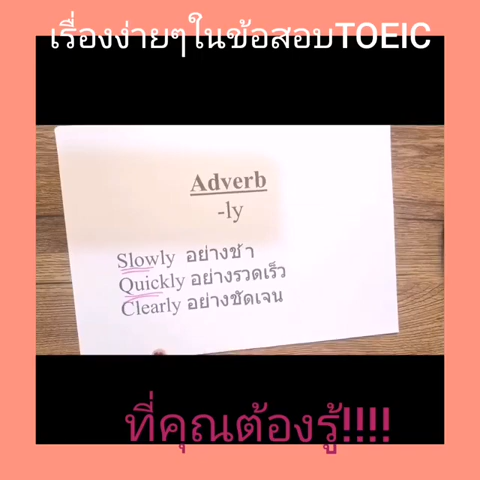 เรื่องง่ายๆในข้อสอบTOEIC
Adverb
-ly
Slowly อย่างช้า
Quickly อย่างรวดเร็ว
Clearly อย่างชัดเจน
ที่คุณต้องรู้!!!!